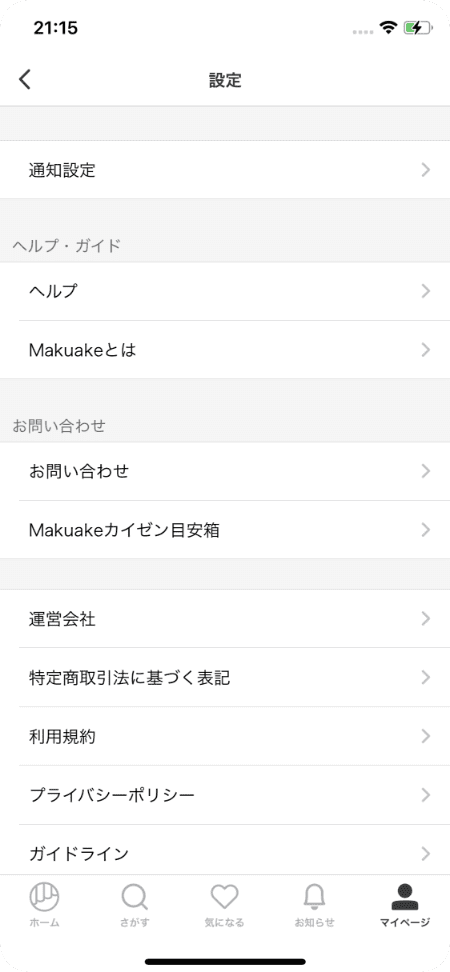 21:15
設定
通知設定
ヘルプ・ガイド
ヘルプ
Makuakeとは
お問い合わせ
お問い合わせ
Makuakeカイゼン目安箱
運営会社
特定商取引法に基づく表記
利用規約
プライバシーポリシー
ガイドライン
ホーム
さがす
気になる
お知らせ
マイページ